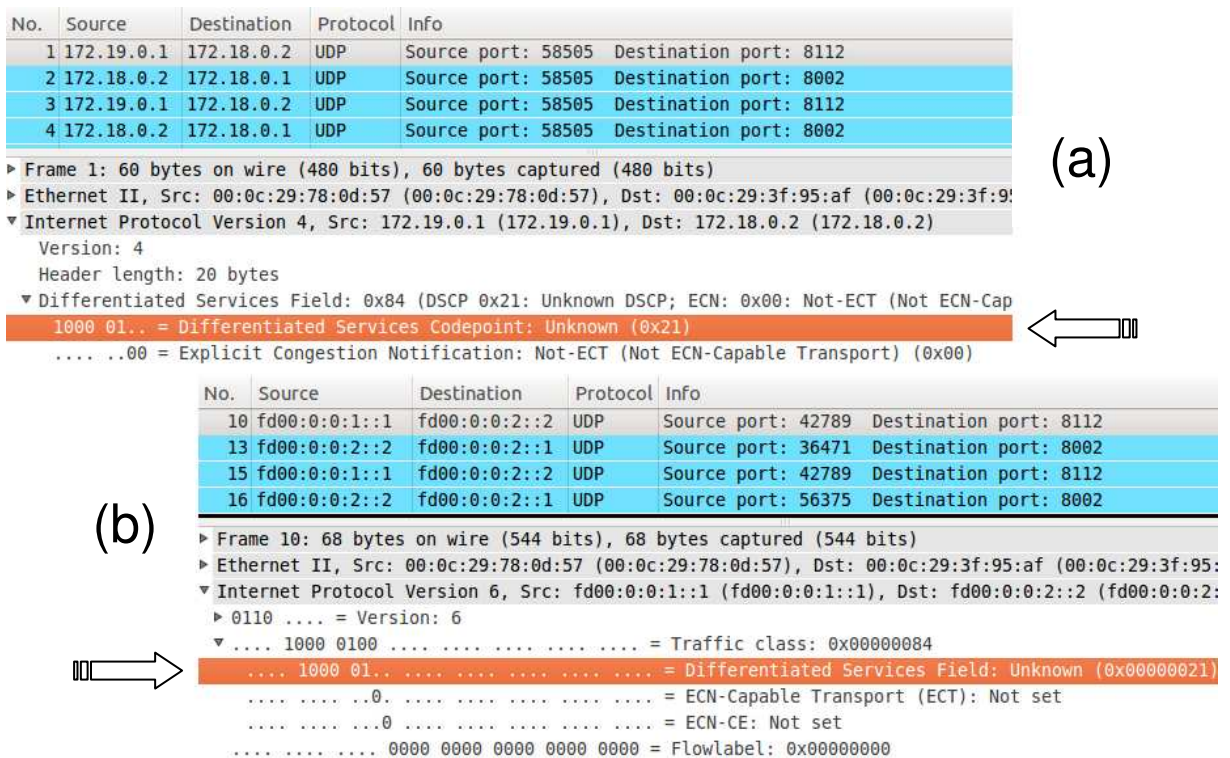 No. Source Destination Protocol Info
1 172.19.0.1 172.18.0.2 UDP Source port: 58505 Destination port: 8112
2 172.18.0.2 172.18.0.1 UDP Source port: 58505 Destination port: 8002
3 172.19.0.1 172.18.0.2 UDP Source port: 58505 Destination port: 8112
4 172.18.0.2 172.18.0.1 UDP Source port: 58505 Destination port: 8002
(a)
Frame 1: 60 bytes on wire (480 bits), 60 bytes captured (480 bits)
Ethernet II, Src: 00:0c:29:78:0d:57 (00:0c:29:78:0d:57), Dst: 00:0c:29:3f:95:af (00:0c:29:3f:95
Internet Protocol Version 4, Src: 172.19.0.1 (172.19.0.1), Dst: 172.18.0.2 (172.18.0.2)
Version: 4
Header length: 20 bytes
Differentiated Services Field: 0x84 (DSCP 0x21: Unknown DSCP; ECN: 0x00: Not-ECT (Not ECN-Cap
1000 01.. = Differentiated Services Codepoint: Unknown (0x21)
.... ..00 = Explicit Congestion Notification: Not-ECT (Not ECN-Capable Transport) (0x00)
No. Source Destination Protocol Info
10 fd00:0:0:1::1 fd00:0:0:2::2 UDP Source port: 42789 Destination port: 8112
13 fd00:0:0:2::2 fd00:0:0:2::1 UDP Source port: 36471 Destination port: 8002
15 fd00:0:0:1::1 fd00:0:0:2::2 UDP Source port: 42789 Destination port: 8112
16 fd00:0:0:2::2 fd00:0:0:2::1 UDP Source port: 56375 Destination port: 8002
(b)
Frame 10: 68 bytes on wire (544 bits), 68 bytes captured (544 bits)
Ethernet II, Src: 00:0c:29:78:0d:57 (00:0c:29:78:0d:57), Dst: 00:0c:29:3f:95:af (00:0c:29:3f:95:
Internet Protocol Version 6, Src: fd00:0:0:1::1 (fd00:0:0:1::1), Dst: fd00:0:0:2::2 (fd00:0:0:2:
0110 .... = Version: 6
.... 1000 0100 .... .... .... .... .... = Traffic class: 0x00000084
.... 1000 01.. .... .... .... .... .... = Differentiated Services Field: Unknown (0x00000021)
.... .... ..0. .... .... .... .... .... = ECN-Capable Transport (ECT): Not set
.... .... ...0 .... .... .... .... .... = ECN-CE: Not set
.... .... .... 0000 0000 0000 0000 0000 = Flowlabel: 0x00000000